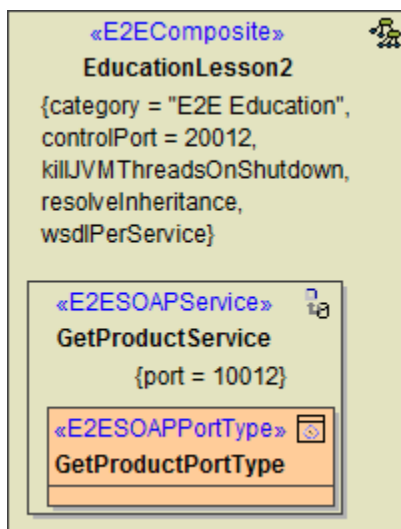 «E2EComposite»
EducationLesson2
{category = "E2E Education",
controlPort = 20012,
killJVMThreadsOnShutdown,
resolveInheritance,
wsdlPerService}
«E2ESOAPService»
GetProductService
{port = 10012}
«E2ESOAPPortType»
GetProductPortType